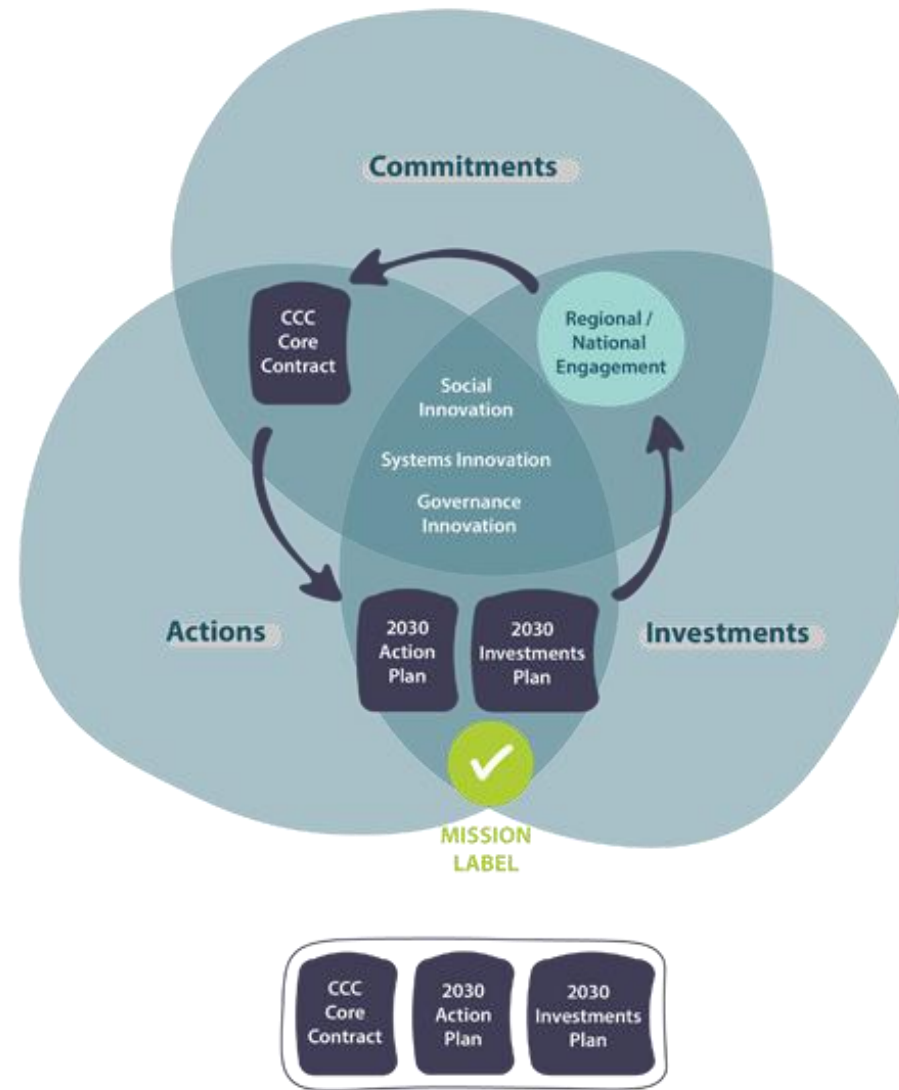 Commitments
CCC
Core
Contract
Regional /
National
Engagement
Social
Innovation
Systems Innovation
Governance
Innovation
Actions
2030
Action
Plan
2030
Investments
Plan
Investments
MISSION
LABEL
CCC
Core
Contract
2030
Action
Plan
2030
Investments
Plan